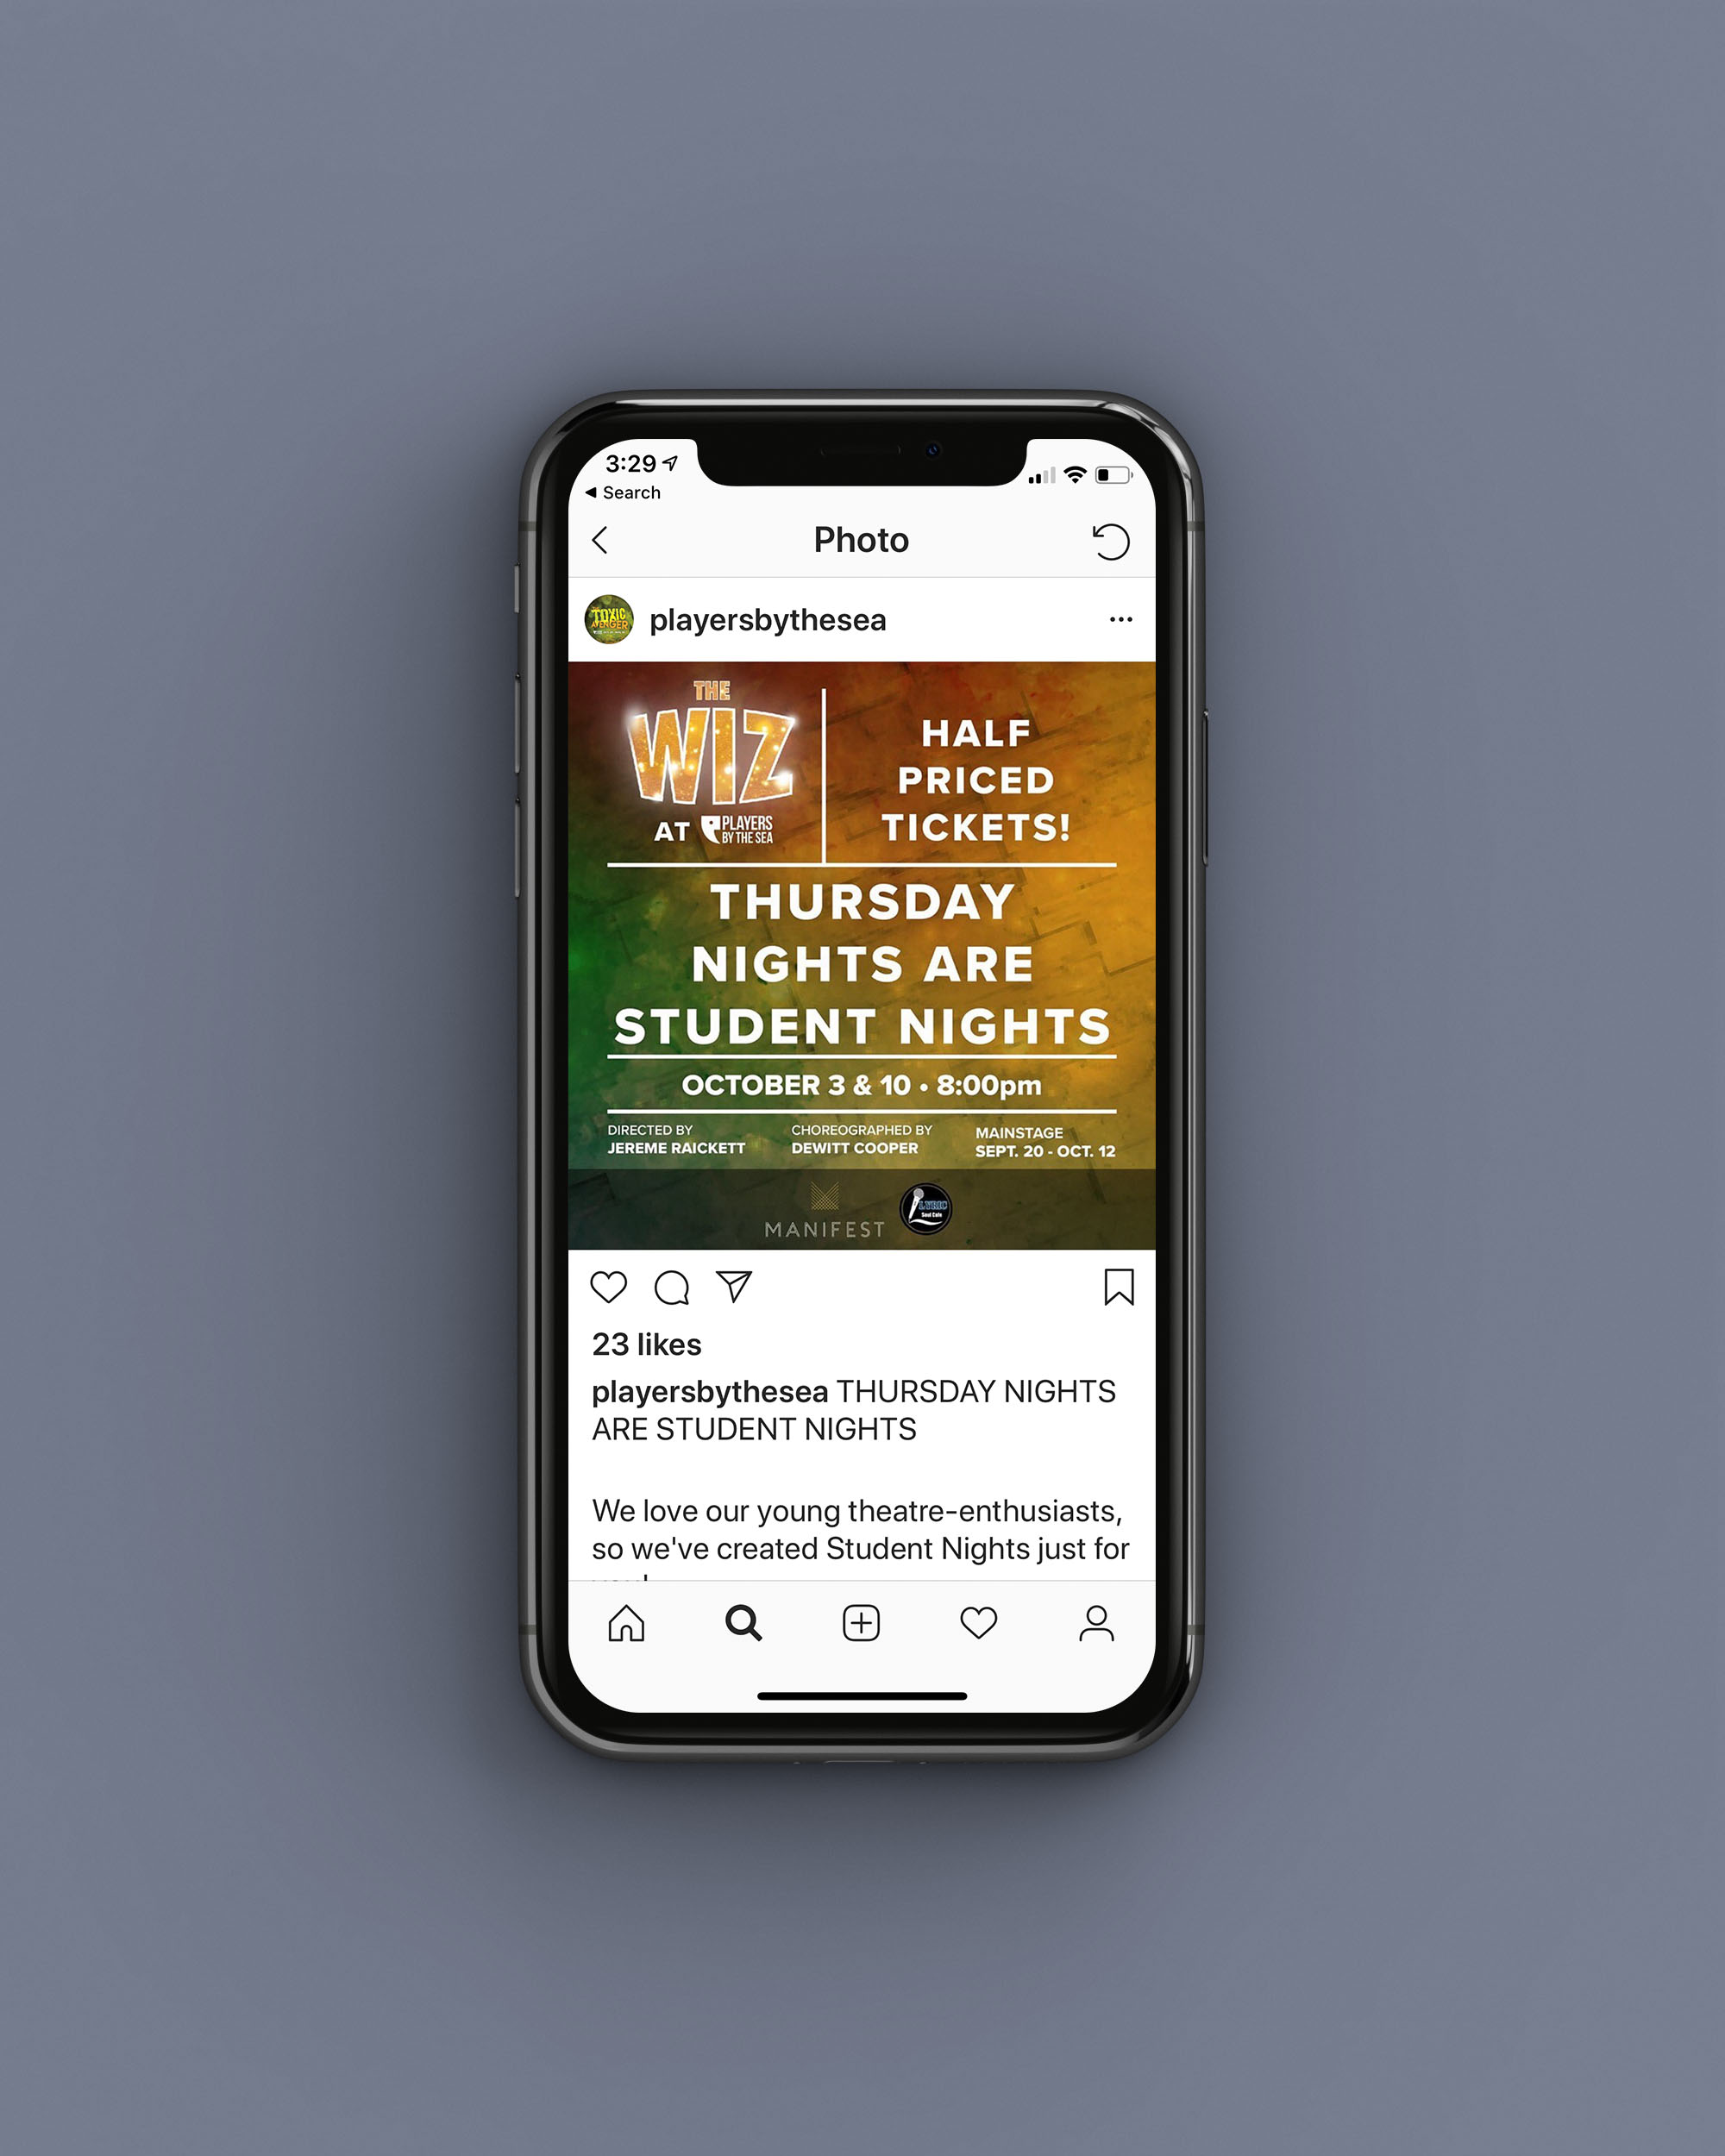 3:29
Search
Photo
playersbythesea
THE
WIZ
AT PLAYERS
BY THE SEA
HALF
PRICED
TICKETS!
THURSDAY
NIGHTS ARE
STUDENT NIGHTS
OCTOBER 3 & 10 • 8:00pm
DIRECTED BY
JEREME RAICKETT
CHOREOGRAPHED BY
DEWITT COOPER
MAINSTAGE
SEPT. 20 - OCT. 12
MANIFEST
LYRIC
Soul Cafe
23 likes
playersbythesea THURSDAY NIGHTS
ARE STUDENT NIGHTS
We love our young theatre-enthusiasts,
so we've created Student Nights just for